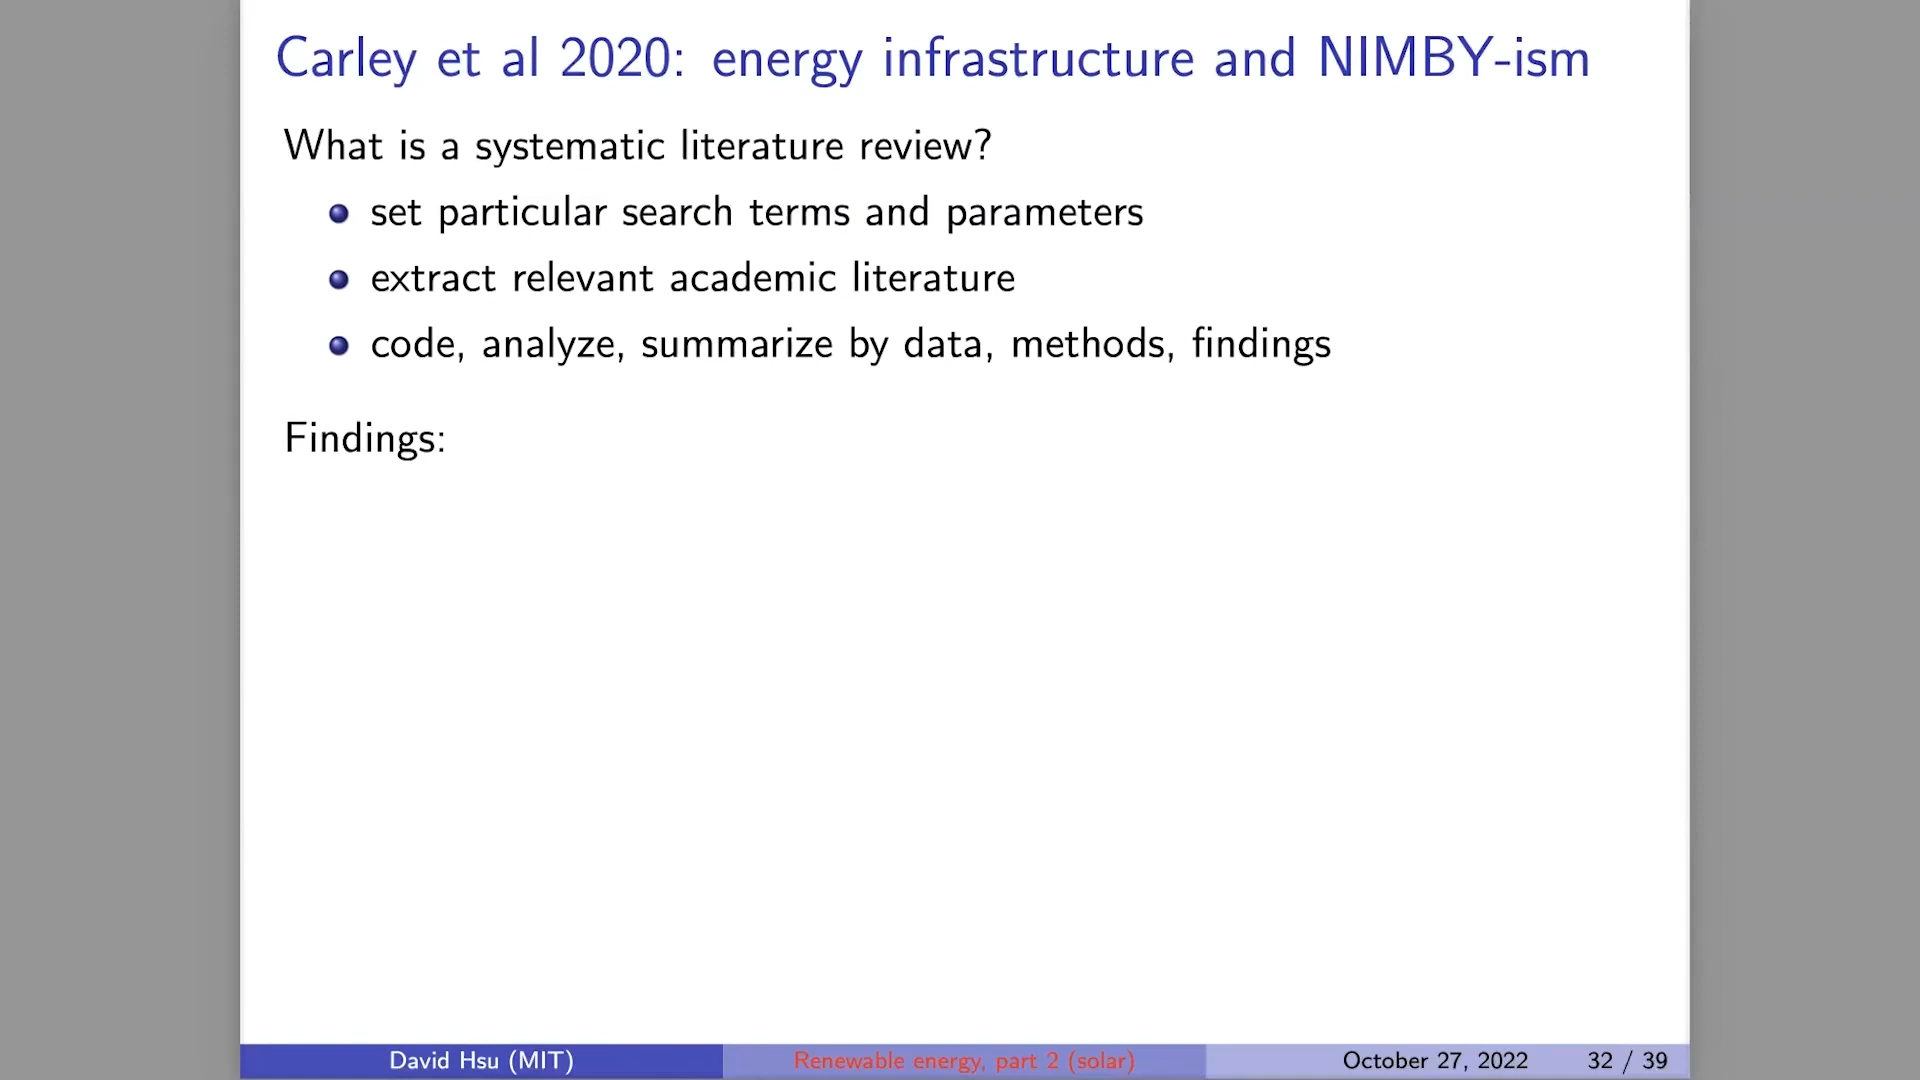 Carley et al 2020: energy infrastructure and NIMBY-ism
What is a systematic literature review?
set particular search terms and parameters
extract relevant academic literature
code, analyze, summarize by data, methods, findings
Findings:
David Hsu (MIT) Renewable energy, part 2 (solar) October 27, 2022 32 / 39